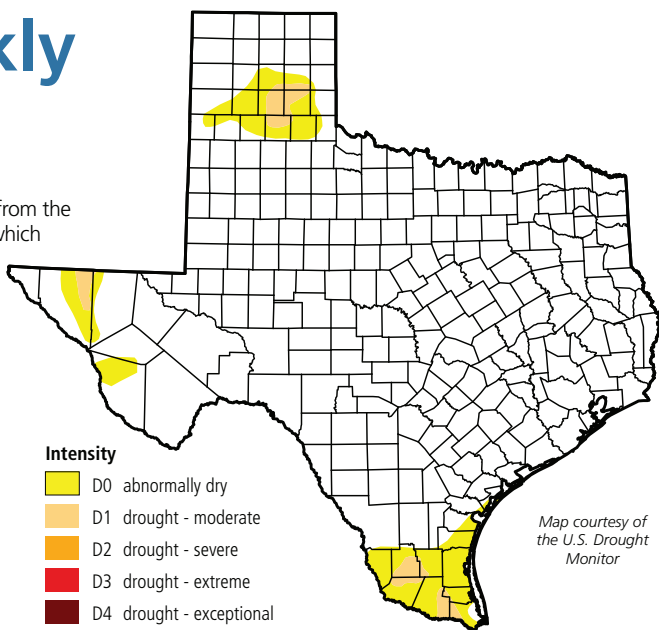 kly
from the
which
Intensity
D0 abnormally dry
D1 drought - moderate
D2 drought - severe
D3 drought - extreme
D4 drought - exceptional
Map courtesy of
the U.S. Drought
Monitor